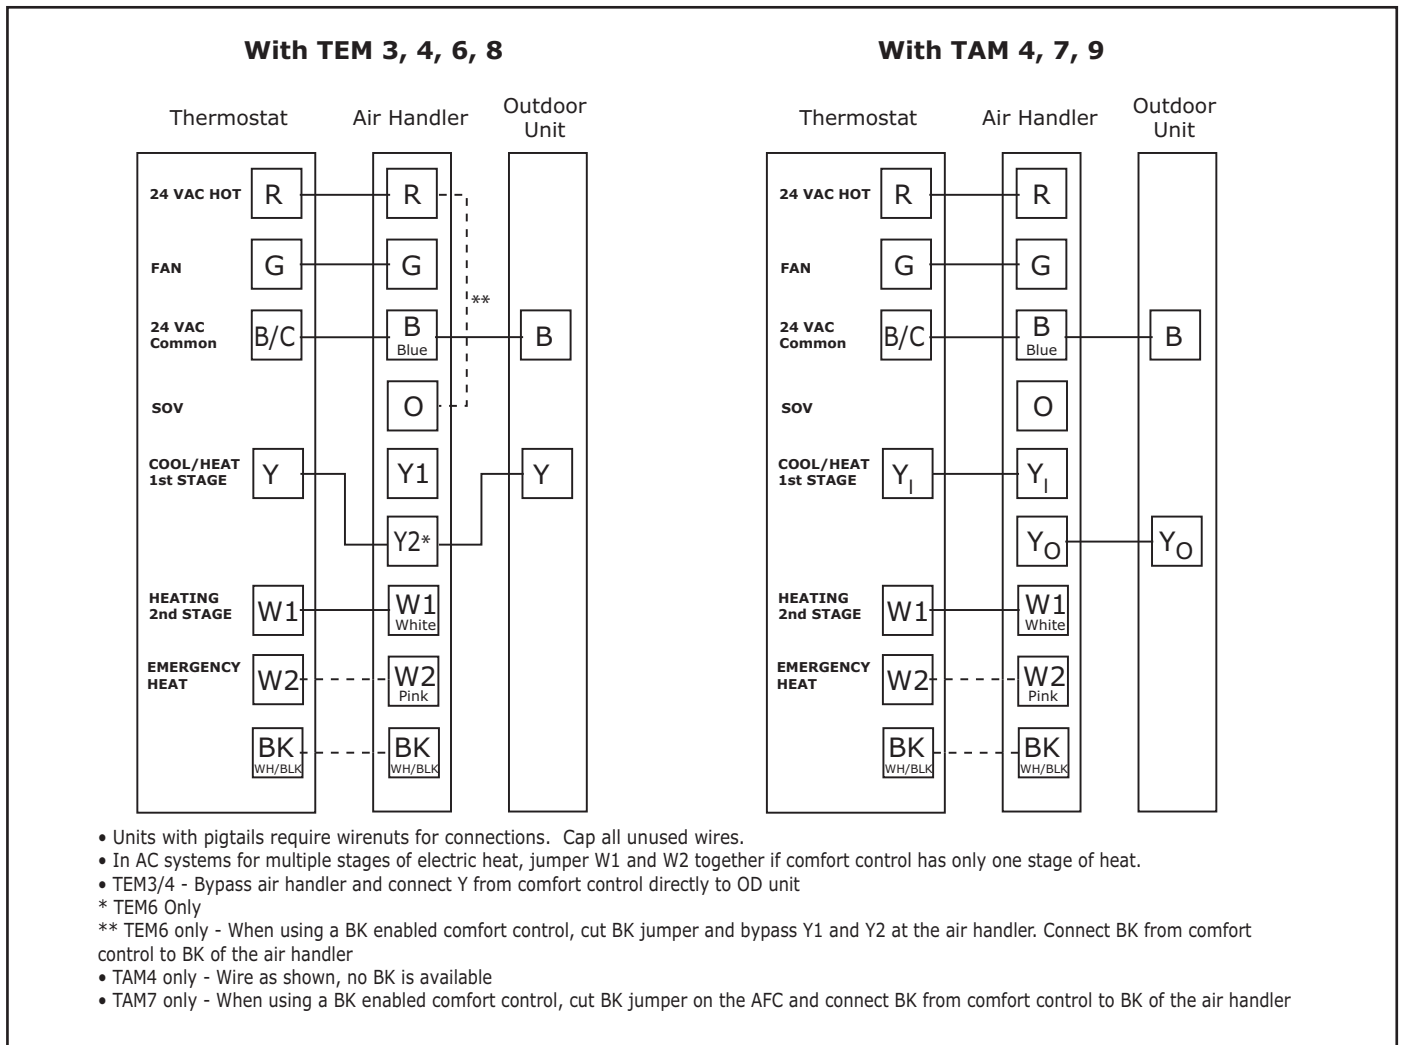 With TEM 3, 4, 6, 8
Thermostat
Air Handler
Outdoor
Unit
24 VAC HOT
R
R
FAN
G
G
**
24 VAC
Common
B/C
B
Blue
B
SOV
O
COOL/HEAT
1st STAGE
Y
Y1
Y
Y2*
HEATING
2nd STAGE
W1
W1
White
EMERGENCY
HEAT
W2
W2
Pink
BK
WH/BLK
BK
WH/BLK
With TAM 4, 7, 9
Thermostat
Air Handler
Outdoor
Unit
24 VAC HOT
R
R
FAN
G
G
24 VAC
Common
B/C
B
Blue
B
SOV
O
COOL/HEAT
1st STAGE
YI
YI
YO
YO
HEATING
2nd STAGE
W1
W1
White
EMERGENCY
HEAT
W2
W2
Pink
BK
WH/BLK
BK
WH/BLK
• Units with pigtails require wirenuts for connections. Cap all unused wires.
• In AC systems for multiple stages of electric heat, jumper W1 and W2 together if comfort control has only one stage of heat.
• TEM3/4 - Bypass air handler and connect Y from comfort control directly to OD unit
* TEM6 Only
** TEM6 only - When using a BK enabled comfort control, cut BK jumper and bypass Y1 and Y2 at the air handler. Connect BK from comfort
control to BK of the air handler
• TAM4 only - Wire as shown, no BK is available
• TAM7 only - When using a BK enabled comfort control, cut BK jumper on the AFC and connect BK from comfort control to BK of the air handler